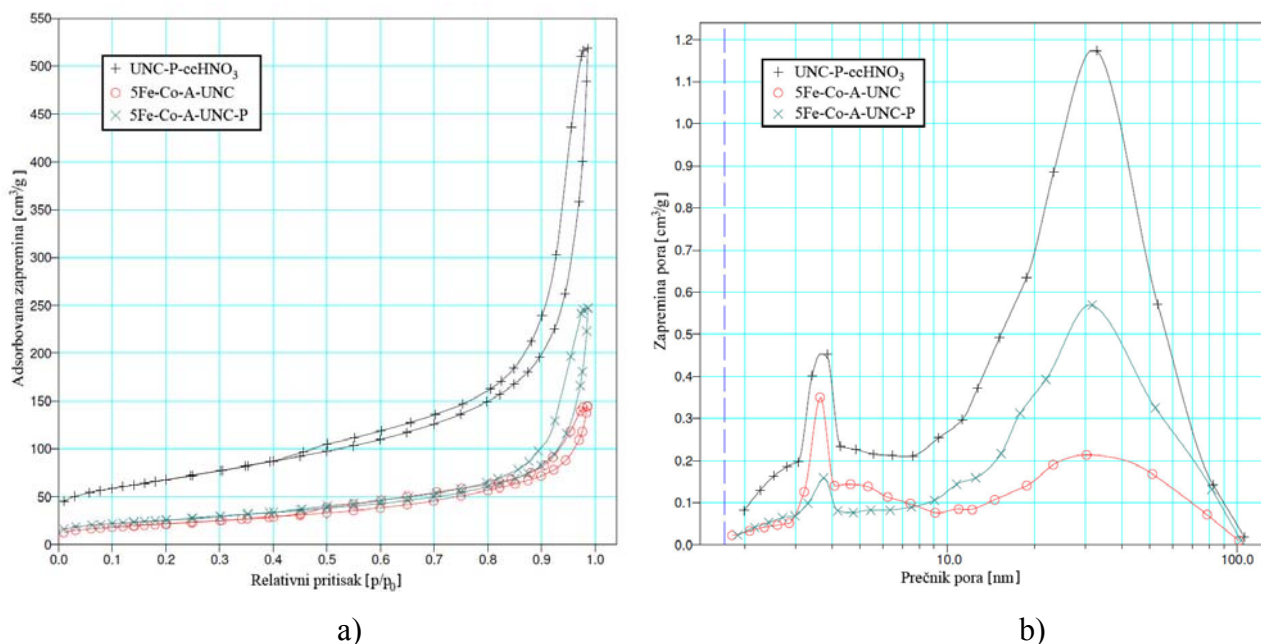 550
500
450
400
350
300
250
200
150
100
50
0
Adsorbovana zapremina [cm³/g]
UNC-P-ccHNO₃
5Fe-Co-A-UNC
5Fe-Co-A-UNC-P
0.0 0.1 0.2 0.3 0.4 0.5 0.6 0.7 0.8 0.9 1.0
Relativni pritisak [p/p₀]
a)
1.2
1.1
1.0
0.9
0.8
0.7
0.6
0.5
0.4
0.3
0.2
0.1
0.0
Zapremina pora [cm³/g]
UNC-P-ccHNO₃
5Fe-Co-A-UNC
5Fe-Co-A-UNC-P
10.0 100.0
Prečnik pora [nm]
b)